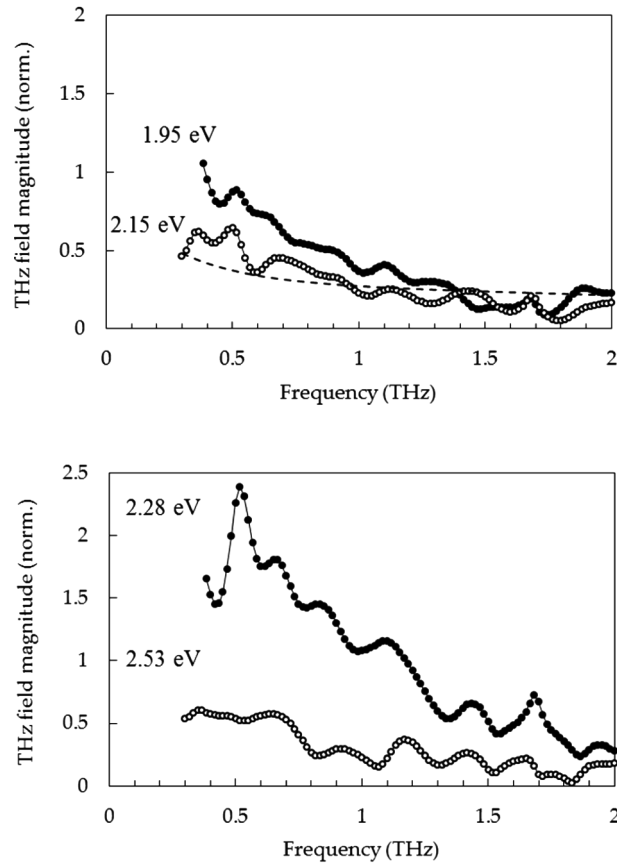 THz field magnitude (norm.)
2
1.5
1
0.5
0
1.95 eV
2.15 eV
0 0.5 1 1.5 2
Frequency (THz)
THz field magnitude (norm.)
2.5
2
1.5
1
0.5
0
2.28 eV
2.53 eV
0 0.5 1 1.5 2
Frequency (THz)